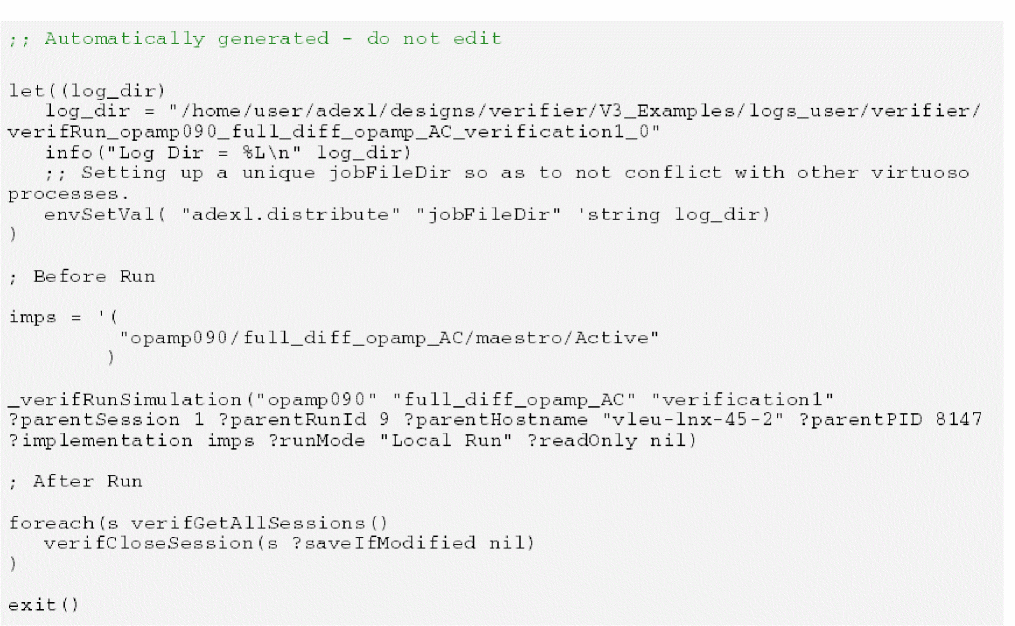 ;; Automatically generated - do not edit
let((log_dir)
log_dir = "/home/user/adexl/designs/verifier/V3_Examples/logs_user/verifier/
verifRun_opamp090_full_diff_opamp_AC_verification1_0"
info("Log Dir = %L\n" log_dir)
;; Setting up a unique jobFileDir so as to not conflict with other virtuoso
processes.
envSetVal( "adexl.distribute" "jobFileDir" 'string log_dir)
)
; Before Run
imps = '(
"opamp090/full_diff_opamp_AC/maestro/Active"
)
_verifRunSimulation("opamp090" "full_diff_opamp_AC" "verification1"
?parentSession 1 ?parentRunId 9 ?parentHostname "vleu-lnx-45-2" ?parentPID 8147
?implementation imps ?runMode "Local Run" ?readOnly nil)
; After Run
foreach(s verifGetAllSessions()
verifCloseSession(s ?saveIfModified nil)
)
exit()